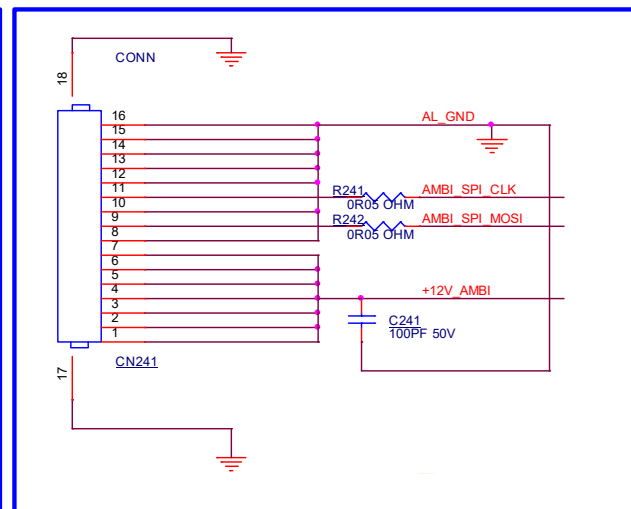 18
CONN
16
AL_GND
15
14
13
12
11
R241
AMBI_SPI_CLK
0R05 OHM
10
9
R242
AMBI_SPI_MOSI
0R05 OHM
8
7
6
5
4
+12V_AMBI
3
2
C241
100PF 50V
1
CN241
17